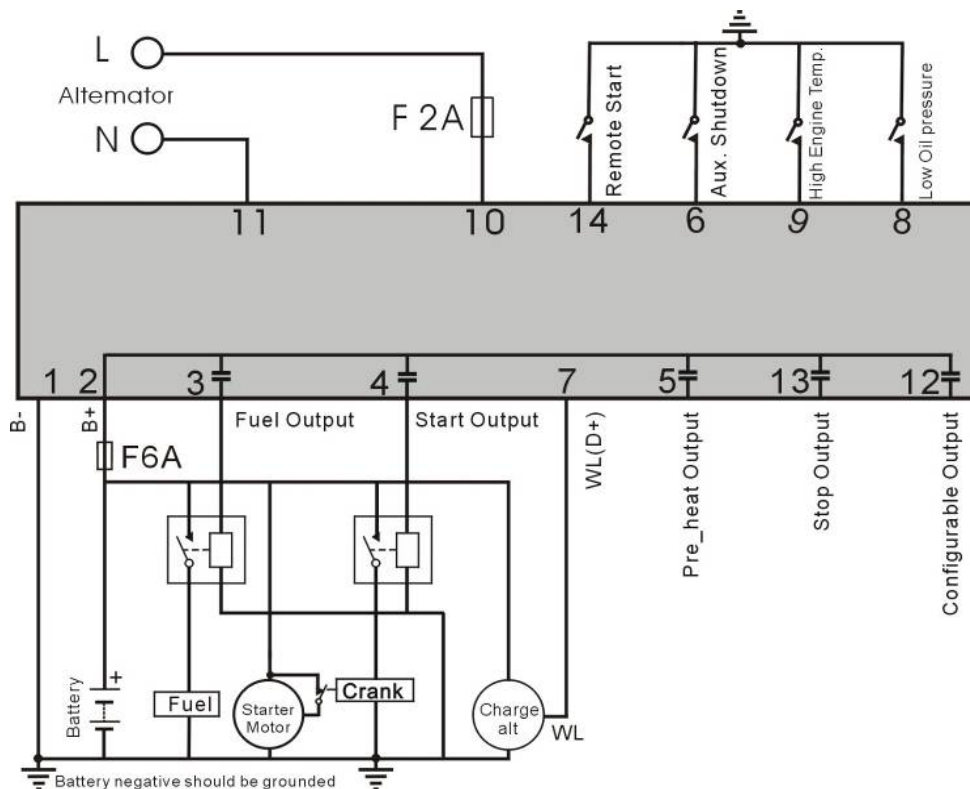 L
Altemator
N
F 2A
Remote Start
Aux. Shutdown
High Engine Temp.
Low Oil pressure
11
10
14
6
9
8
1
2
3
4
7
5
13
12
B-
B+
Fuel Output
Start Output
WL(D+)
Pre_heat Output
Stop Output
Configurable Output
F6A
Battery
+
Fuel
Starter
Motor
Crank
Charge
alt
WL
Battery negative should be grounded